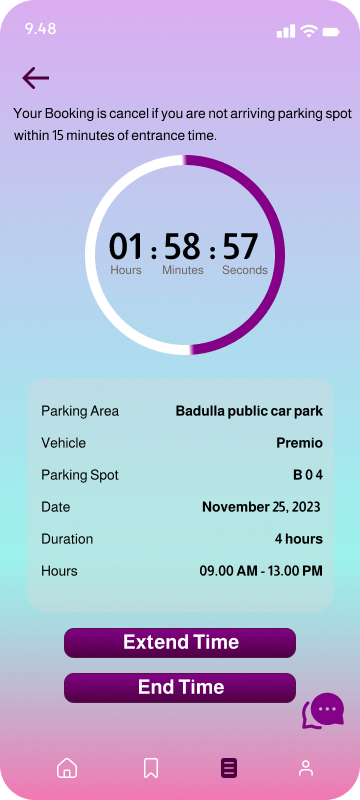 9.48
Your Booking is cancel if you are not arriving parking spot
within 15 minutes of entrance time.
01 : 58 : 57
Hours Minutes Seconds
Parking Area Badulla public car park
Vehicle Premio
Parking Spot B 0 4
Date November 25, 2023
Duration 4 hours
Hours 09.00 AM - 13.00 PM
Extend Time
End Time